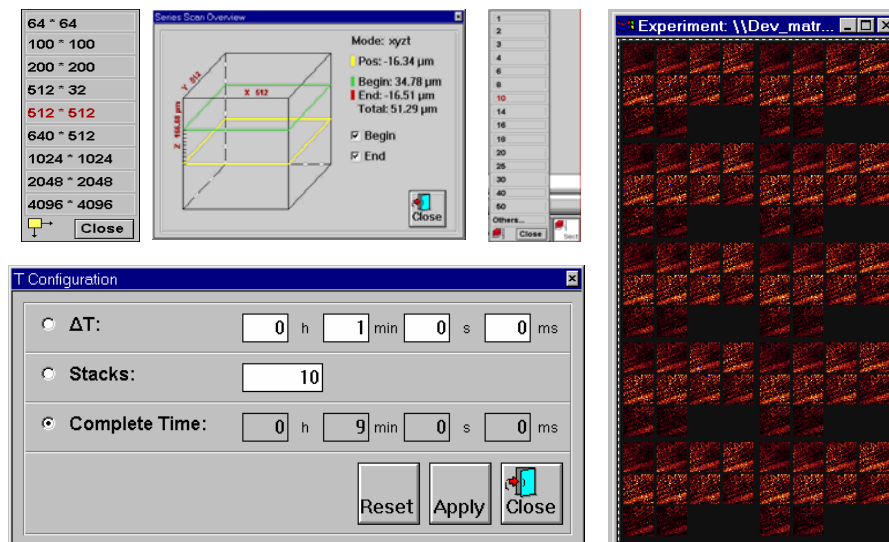 64 * 64
100 * 100
200 * 200
512 * 32
512 * 512
640 * 512
1024 * 1024
2048 * 2048
4096 * 4096
Close
Series Scan Overview
Mode: xyzt
Pos: -16.34 µm
Begin: 34.78 µm
End: -16.51 µm
Total: 51.29 µm
Begin
End
Y 512
X 512
Close
1
2
3
4
6
8
10
14
16
18
20
25
30
40
50
Others...
Close
Sect
Experiment: \\Dev_matr...
T Configuration
ΔT:
0 h 1 min 0 s 0 ms
Stacks:
10
Complete Time:
0 h 9 min 0 s 0 ms
Reset
Apply
Close